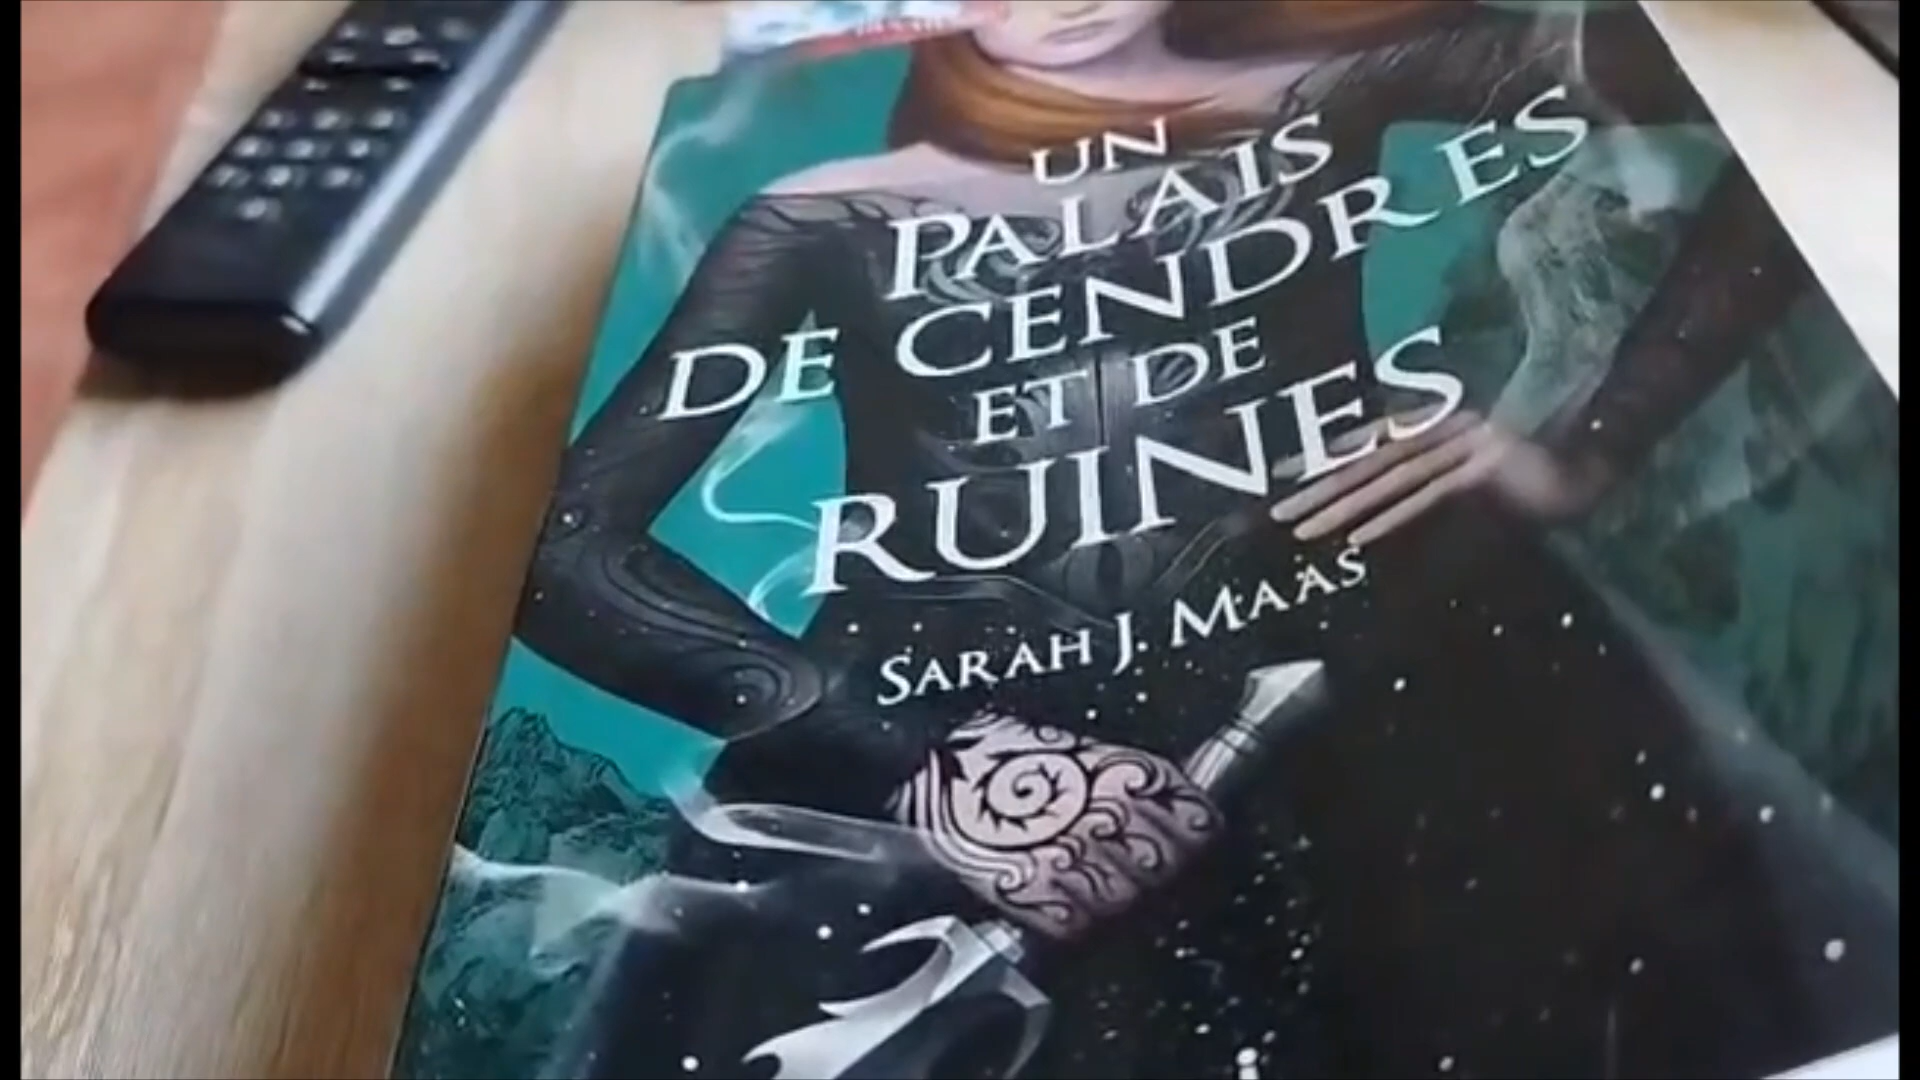 UN
PALAIS
DE CENDRES
ET DE
RUINES
SARAH J. MAAS